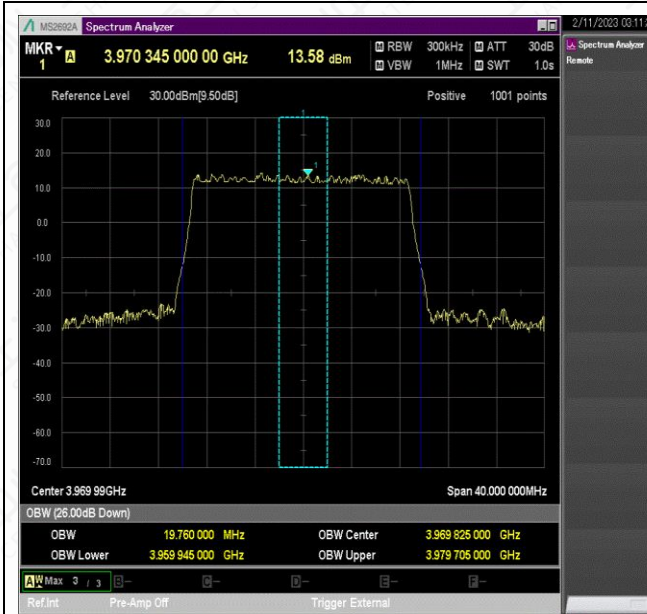 MS2692A Spectrum Analyzer
2/11/2023 03:11:
MKR 1 A 3.970 345 000 00 GHz 13.58 dBm
M RBW 300kHz M ATT 30dB
M VBW 1MHz M SWT 1.0s
Spectrum Analyzer
Remote
Reference Level 30.00dBm[9.50dB] Positive 1001 points
30.0
20.0
1
10.0
0.0
-10.0
-20.0
-30.0
-40.0
-50.0
-60.0
-70.0
Center 3.969 99GHz Span 40.000 000MHz
OBW (26.00dB Down)
OBW 19.760 000 MHz OBW Center 3.969 825 000 GHz
OBW Lower 3.959 945 000 GHz OBW Upper 3.979 705 000 GHz
A W Max 3 / 3 B- C- D- E- F-
Ref.Int Pre-Amp Off Trigger External